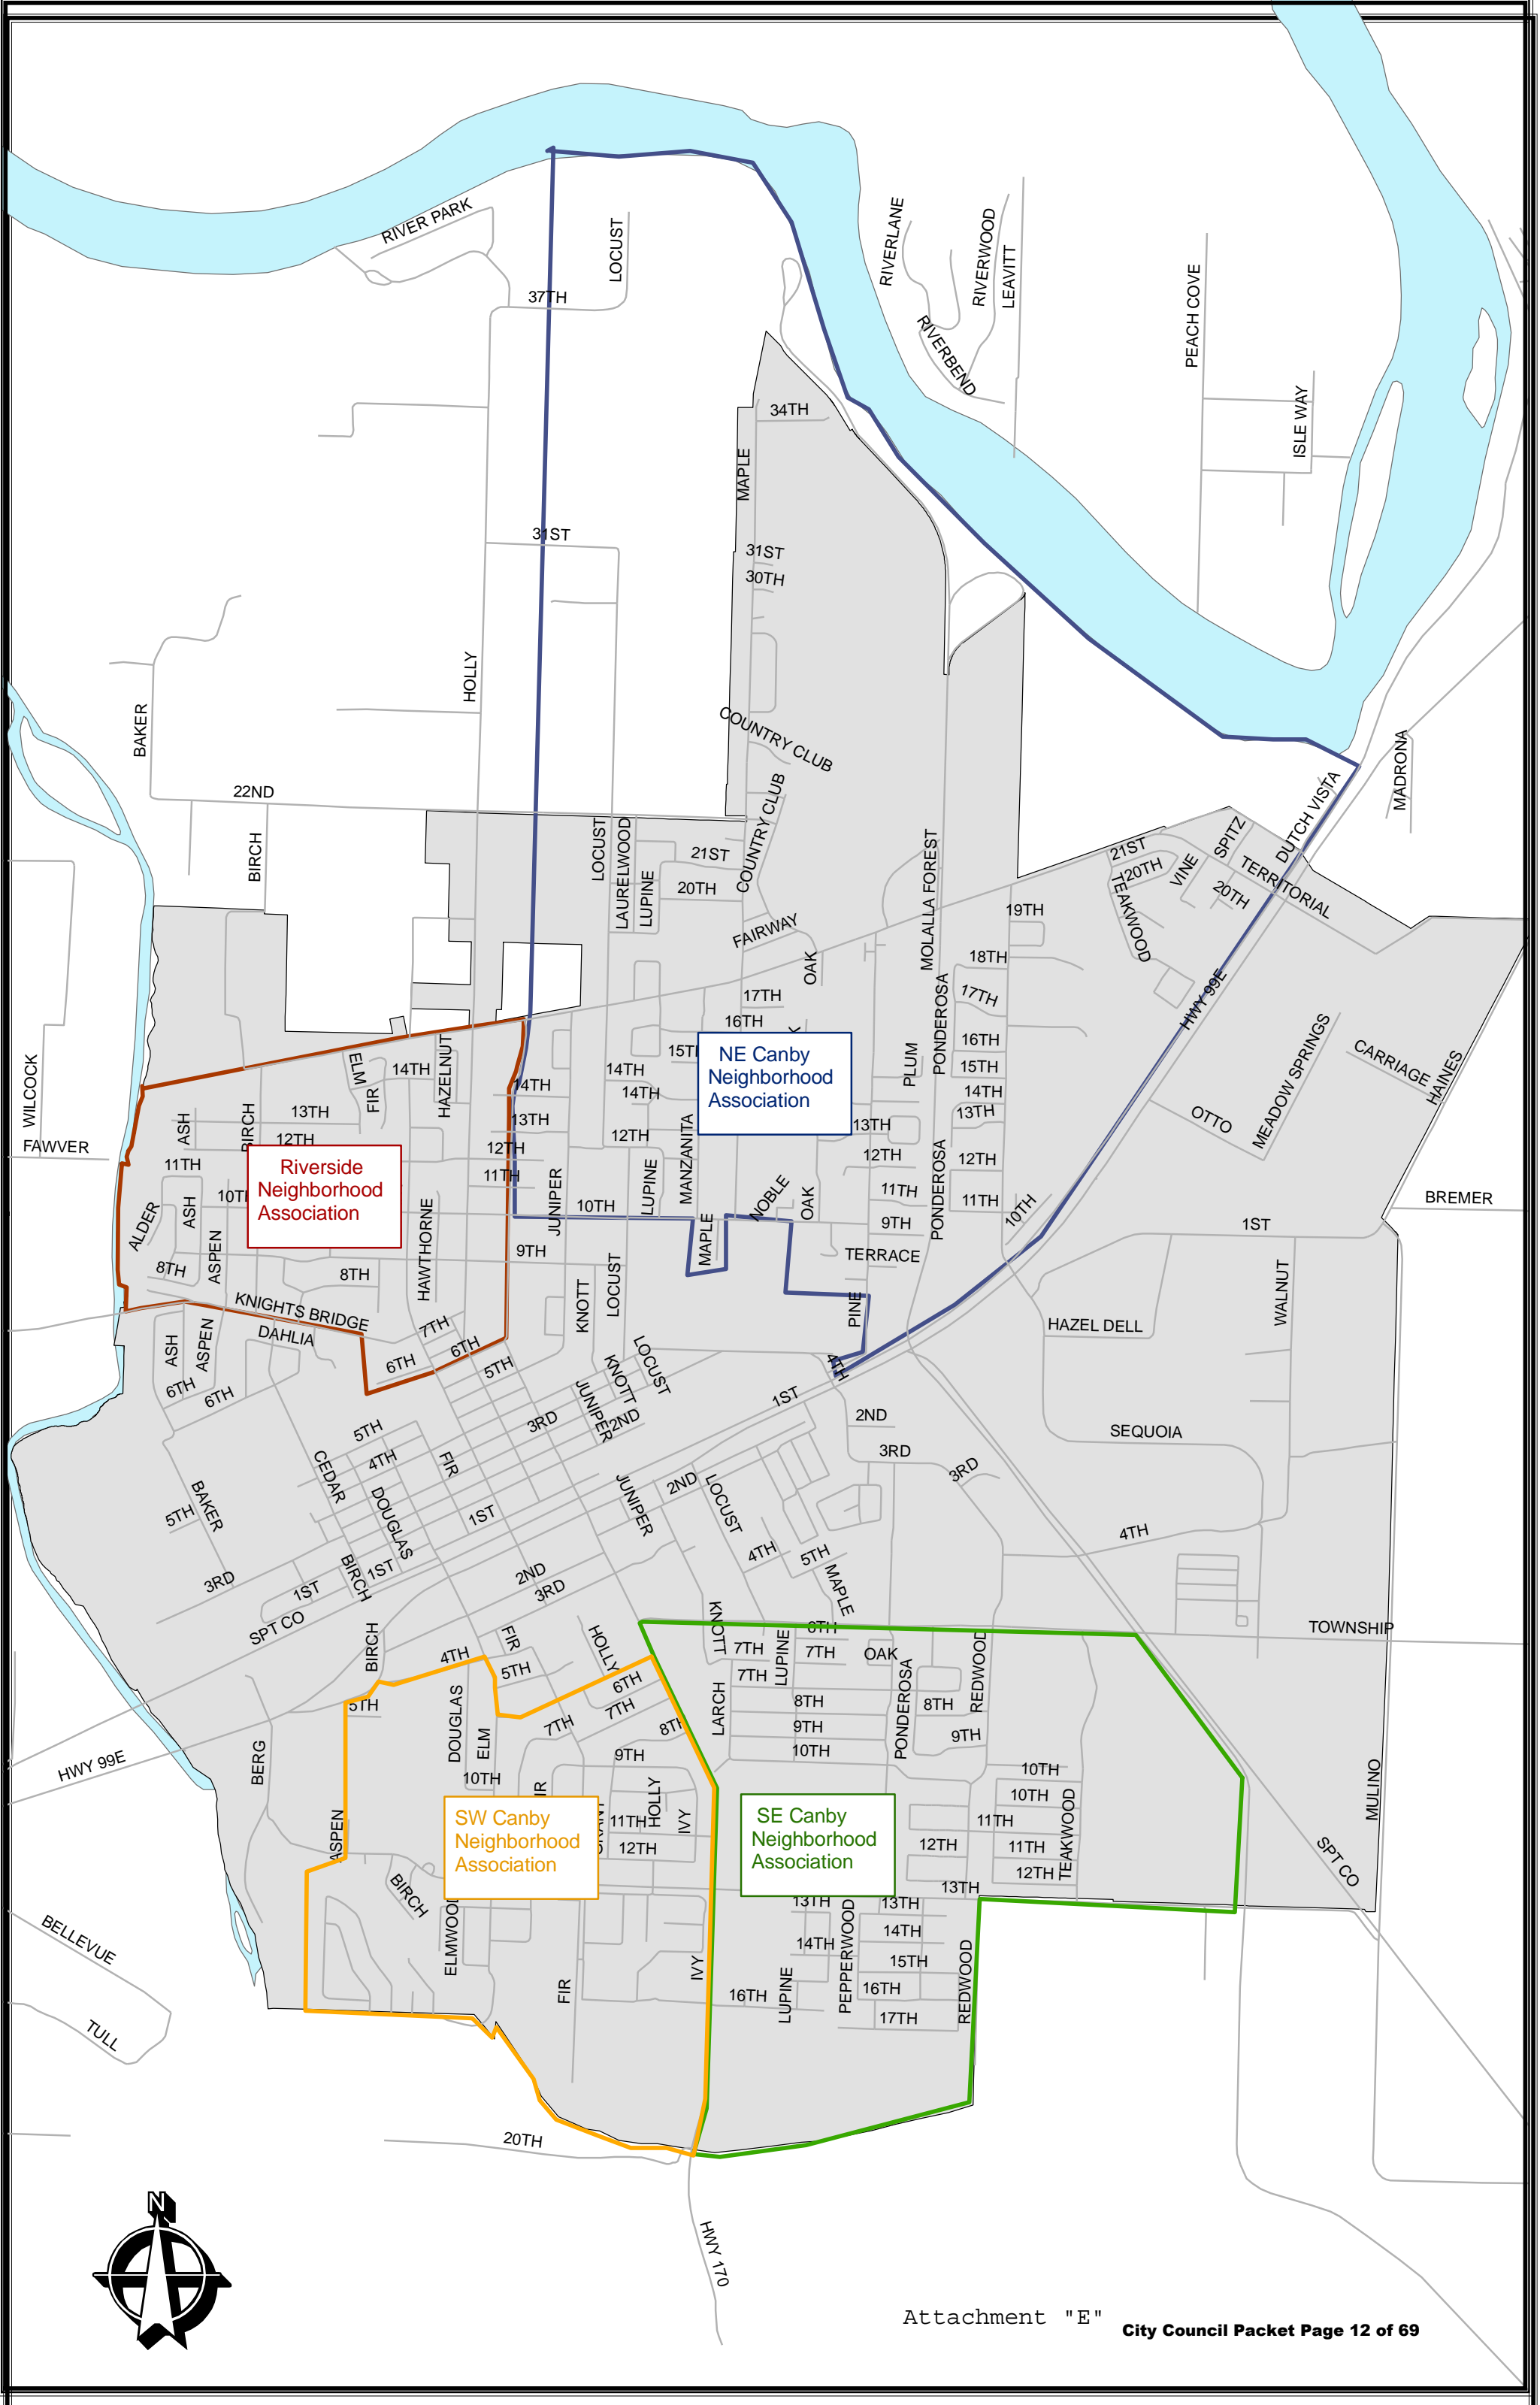 RIVER PARK
LOCUST
RIVERLANE
RIVERWOOD
LEAVITT
37TH
PEACH COVE
RIVERBEND
ISLE WAY
34TH
MAPLE
31ST
31ST
30TH
HOLLY
BAKER
COUNTRY CLUB
MADRONA
22ND
COUNTRY CLUB
DUTCH VISTA
BIRCH
LOCUST
LAURELWOOD
LUPINE
21ST
20TH
MOLALLA FOREST
21ST
20TH
TEAKWOOD
VINE
SPITZ
20TH
TERRITORIAL
FAIRWAY
OAK
19TH
18TH
17TH
17TH
16TH
PONDEROSA
HWY 99E
16TH
15TH
15TH
14TH
13TH
PLUM
MEADOW SPRINGS
CARRIAGE
HAINES
OTTO
WILCOCK
FAWVER
ELM
FIR
14TH
HAZELNUT
14TH
14TH
14TH
NE Canby
Neighborhood
Association
ASH
BIRCH
13TH
12TH
13TH
12TH
11TH
12TH
MANZANITA
LUPINE
13TH
12TH
11TH
9TH
TERRACE
PONDEROSA
12TH
11TH
10TH
11TH
10TH
ALDER
ASH
ASPEN
8TH
Riverside
Neighborhood
Association
HAWTHORNE
8TH
JUNIPER
10TH
9TH
MAPLE
NOBLE
OAK
KNOTT
LOCUST
PINE
BREMER
1ST
WALNUT
HAZEL DELL
KNIGHTS BRIDGE
DAHLIA
7TH
6TH
6TH
5TH
ASH
ASPEN
6TH
6TH
LOCUST
KNOTT
JUNIPER
2ND
3RD
4TH
1ST
2ND
3RD
3RD
SEQUOIA
5TH
4TH
CEDAR
FIR
DOUGLAS
1ST
BAKER
5TH
3RD
1ST
BIRCH
1ST
SPT CO
JUNIPER
2ND
LOCUST
4TH
5TH
MAPLE
4TH
2ND
3RD
TOWNSHIP
BIRCH
4TH
FIR
5TH
HOLLY
6TH
7TH
7TH
8TH
5TH
DOUGLAS
ELM
10TH
KNOTT
6TH
7TH
7TH
LUPINE
7TH
OAK
REDWOOD
PONDEROSA
8TH
8TH
9TH
9TH
10TH
LARCH
HWY 99E
BERG
ASPEN
9TH
HOLLY
IVY
11TH
12TH
SW Canby
Neighborhood
Association
SE Canby
Neighborhood
Association
10TH
10TH
11TH
11TH
12TH
12TH
TEAKWOOD
13TH
MULINO
SPT CO
BIRCH
ELMWOOD
FIR
IVY
13TH
13TH
14TH
14TH
15TH
16TH
16TH
17TH
LUPINE
PEPPERWOOD
REDWOOD
BELLEVUE
TULL
20TH
HWY 170
N
Attachment "E"
City Council Packet Page 12 of 69